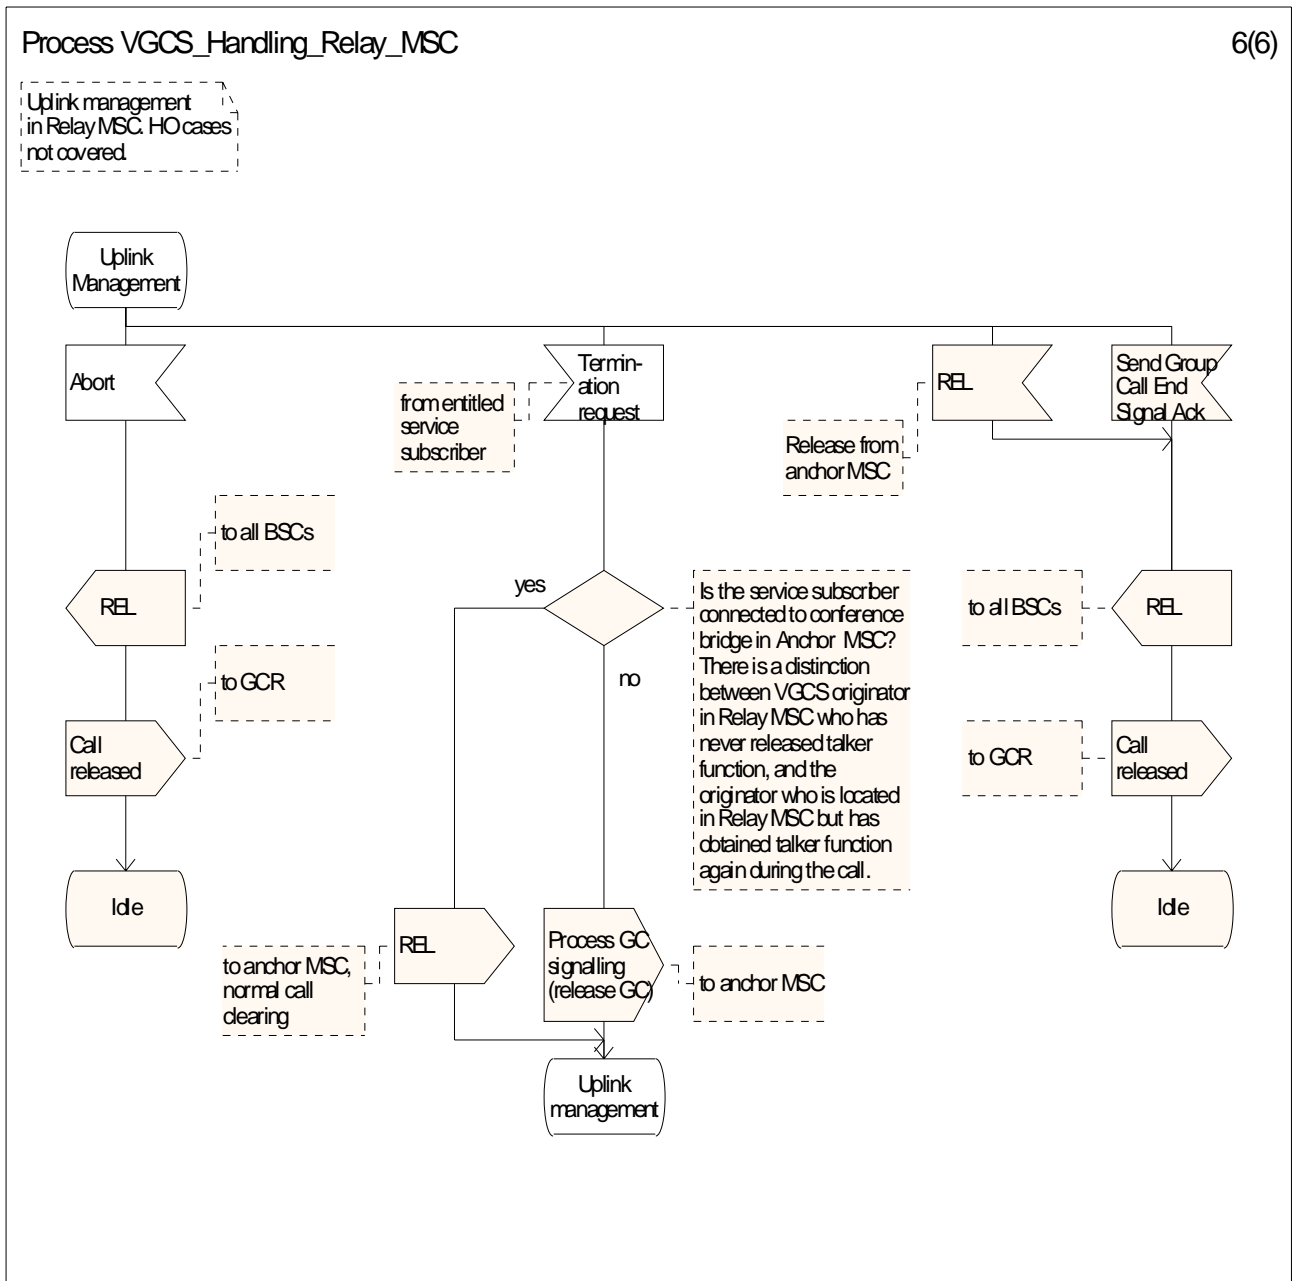 Process VGCS_Handling_Relay_MSC
6(6)
Uplink management
in Relay MSC. HO cases
not covered.
Uplink
Management
Abort
Termin-
ation
request
REL
Send Group
Call End
Signal Ack
from entitled
service
subscriber
Release from
anchor MSC
to all BSCs
REL
yes
no
Is the service subscriber
connected to conference
bridge in Anchor MSC?
There is a distinction
between VGCS originator
in Relay MSC who has
never released talker
function, and the
originator who is located
in Relay MSC but has
obtained talker function
again during the call.
to all BSCs
REL
to GCR
Call
released
to GCR
Call
released
Idle
REL
to anchor MSC,
normal call
clearing
Process GC
signalling
(release GC)
to anchor MSC
Idle
Uplink
management